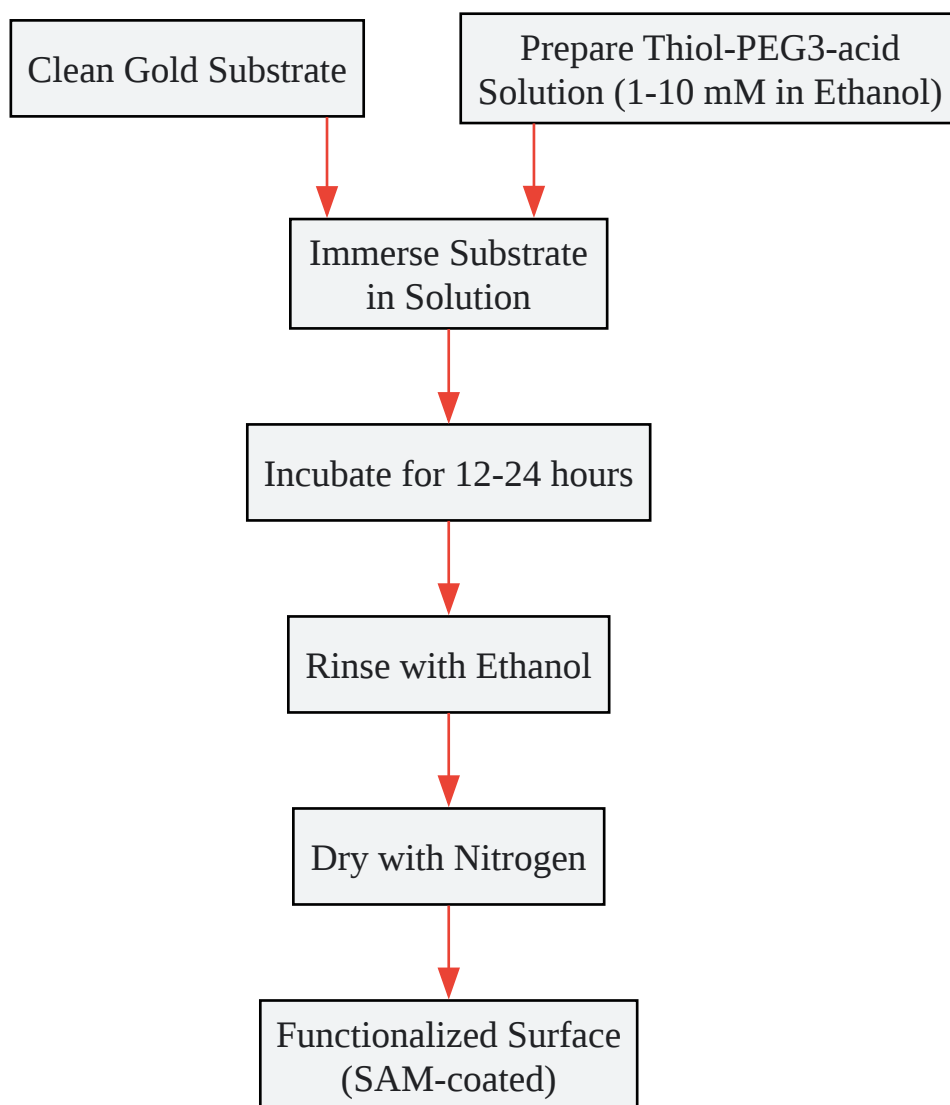 Clean Gold Substrate
Prepare Thiol-PEG3-acid
Solution (1-10 mM in Ethanol)
Immerse Substrate
in Solution
Incubate for 12-24 hours
Rinse with Ethanol
Dry with Nitrogen
Functionalized Surface
(SAM-coated)